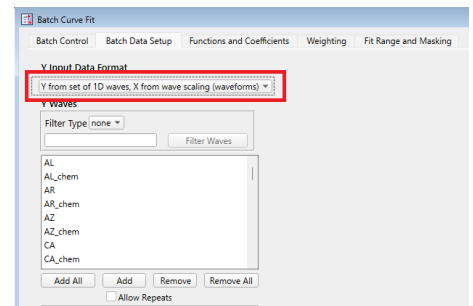 Batch Curve Fit
Batch Control Batch Data Setup Functions and Coefficients Weighting Fit Range and Masking
Y Input Data Format
Y from set of 1D waves, X from wave scaling (waveforms)
Y Waves
Filter Type none
Filter Waves
AL
AL_chem
AR
AR_chem
AZ
AZ_chem
CA
CA_chem
Add All Add Remove Remove All
Allow Repeats